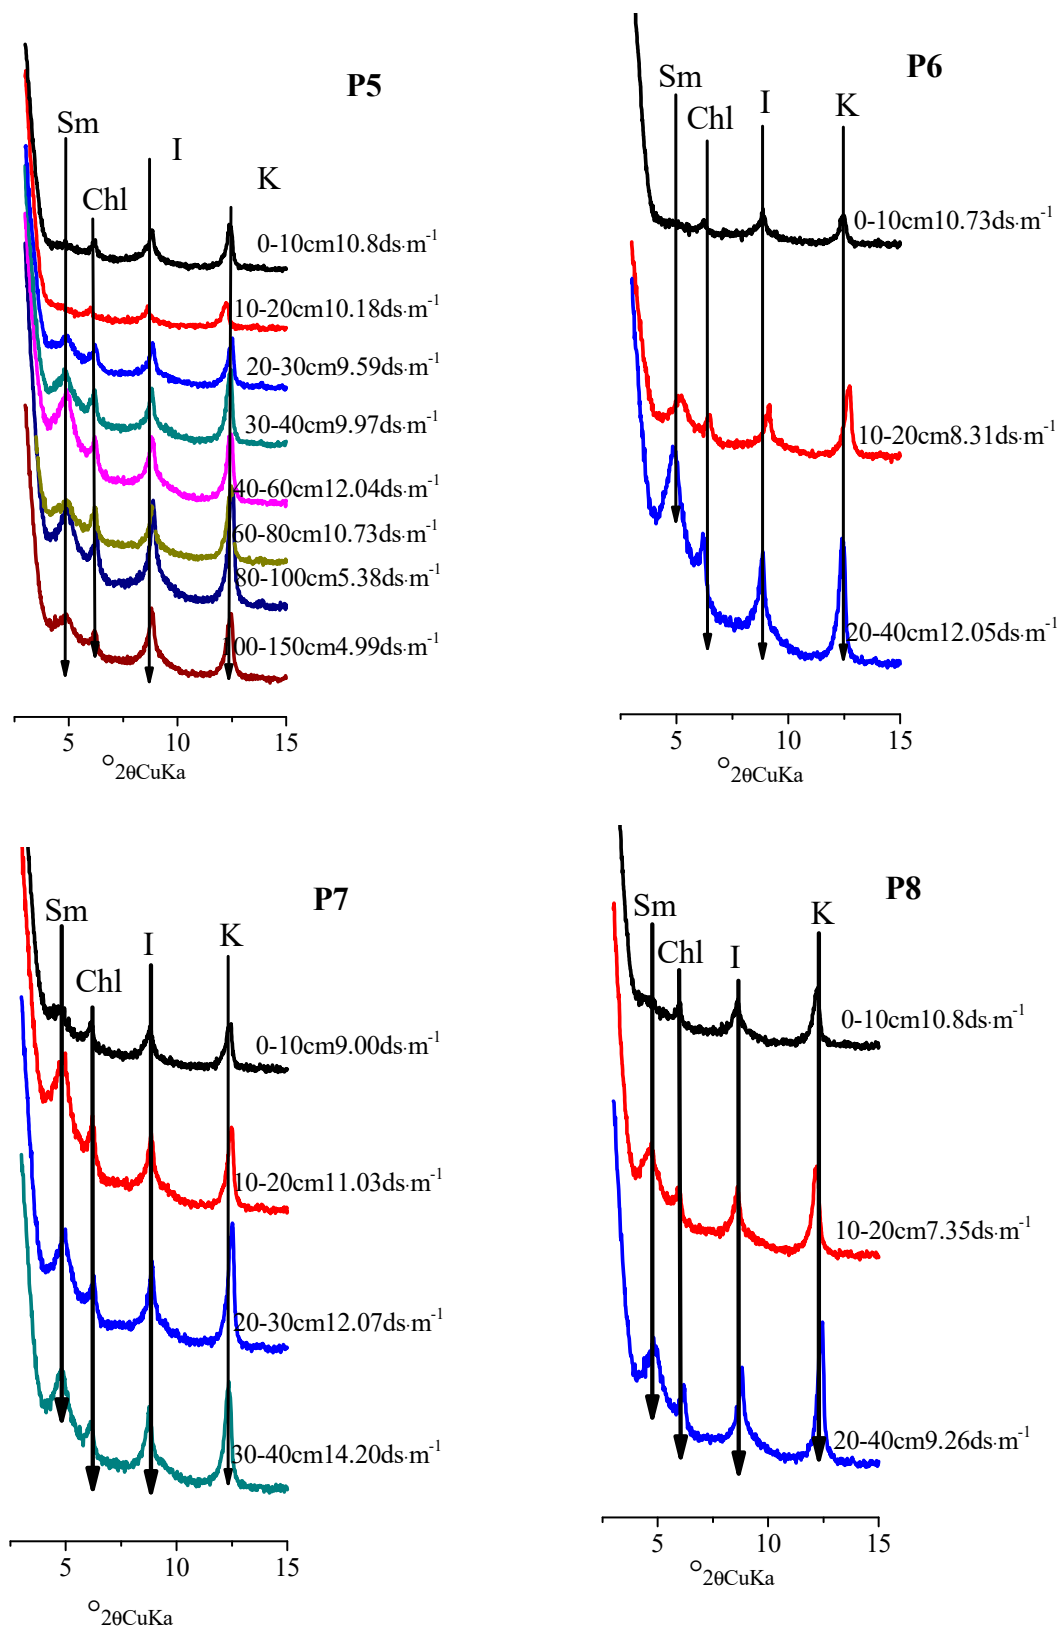 P5
Sm
I
Chl
K
0-10cm10.8ds·m-1
10-20cm10.18ds·m-1
20-30cm9.59ds·m-1
30-40cm9.97ds·m-1
40-60cm12.04ds·m-1
60-80cm10.73ds·m-1
80-100cm5.38ds·m-1
100-150cm4.99ds·m-1
5 10 15
°2θCuKa
P6
Sm
Chl
I
K
0-10cm10.73ds·m-1
10-20cm8.31ds·m-1
20-40cm12.05ds·m-1
5 10 15
°2θCuKa
P7
Sm
Chl
I
K
0-10cm9.00ds·m-1
10-20cm11.03ds·m-1
20-30cm12.07ds·m-1
30-40cm14.20ds·m-1
5 10 15
°2θCuKa
P8
Sm
Chl
I
K
0-10cm10.8ds·m-1
10-20cm7.35ds·m-1
20-40cm9.26ds·m-1
5 10 15
°2θCuKa